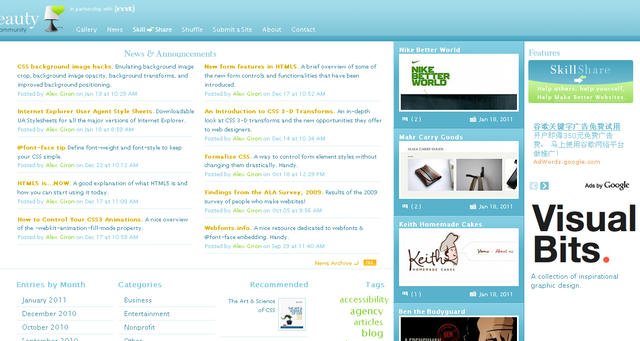 eauty
ommunity
in partnership with
Gallery News Skill Share Shuffle Submit a Site About Contact
News & Announcements
CSS background image hacks. Emulating background image
crop, background image opacity, background transforms, and
improved background positioning.
Posted by Alex Giron on Jan 19 at 10:29 AM
Internet Explorer User Agent Style Sheets. Downloadable
UA Stylesheets for all the major versions of Internet Explorer.
Posted by Alex Giron on Jan 18 at 8:59 AM
@font-face tip Define font-weight and font-style to keep
your CSS simple.
Posted by Alex Giron on Dec 22 at 10:12 AM
HTML5 is...NOW. A good explanation of what HTML5 is and
how you can start using it today.
Posted by Alex Giron on Dec 17 at 11:09 AM
How to Control Your CSS3 Animations. A nice overview
of the -webkit-animation-fill-mode property.
Posted by Alex Giron on Dec 17 at 10:59 AM
New form features in HTML5. A brief overview of some of
the new form controls and functionalities that have been
introduced.
Posted by Alex Giron on Dec 17 at 10:52 AM
An Introduction to CSS 3-D Transforms. An in-depth
look at CSS 3-D transforms and the new opportunities they offer
to web designers.
Posted by Alex Giron on Dec 14 at 10:34 AM
Formalize CSS. A way to control form element styles without
changing them drastically. Handy.
Posted by Alex Giron on Oct 18 at 12:29 PM
Findings from the ALA Survey, 2009. Results of the 2009
survey of people who make websites!
Posted by Alex Giron on Oct 05 at 9:56 AM
Webfonts info. A nice resource dedicated to webfonts &
@font-face embedding. Handy.
Posted by Alex Giron on Sep 29 at 11:40 AM
News Archive
Entries by Month
January 2011
December 2010
October 2010
September 2010
Categories
Business
Entertainment
Nonprofit
Other
Recommended
The Art & Science
of CSS
Tags
accessibility
agency
articles
blog
Nike Better World
NIKE
BETTER
WORLD
( 2 ) Jan 18, 2011
Makr Carry Goods
( 2 ) Jan 18, 2011
Keith Homemade Cakes
Keith
HOMEMADE CAKES
( 1 ) Jan 18, 2011
Ben the Bodyguard
A FRENCHMAN
Features
SkillShare
Help others, help yourself,
Help Make Better Websites
谷歌关键字广告免费试用
开户即得350元免费广告
费， 马上使用谷歌网络平台
做推广！
AdWords.google.com
Ads by Google
Visual
Bits.
A collection of inspirational
graphic design.